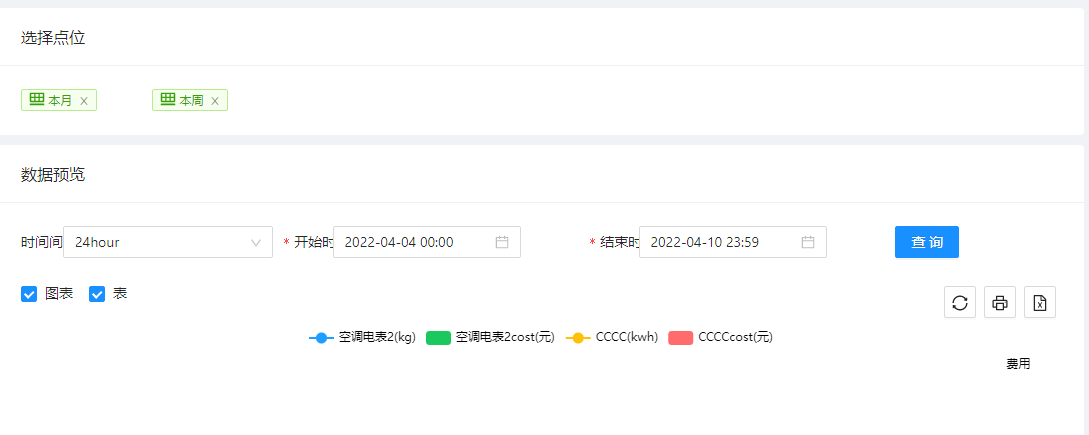 选择点位
本月 x 本周 x
数据预览
时间间 24hour * 开始时 2022-04-04 00:00 * 结束时 2022-04-10 23:59 查 询
图表 表
空调电表2(kg) 空调电表2cost(元) CCCC(kwh) CCCCcost(元)
费用